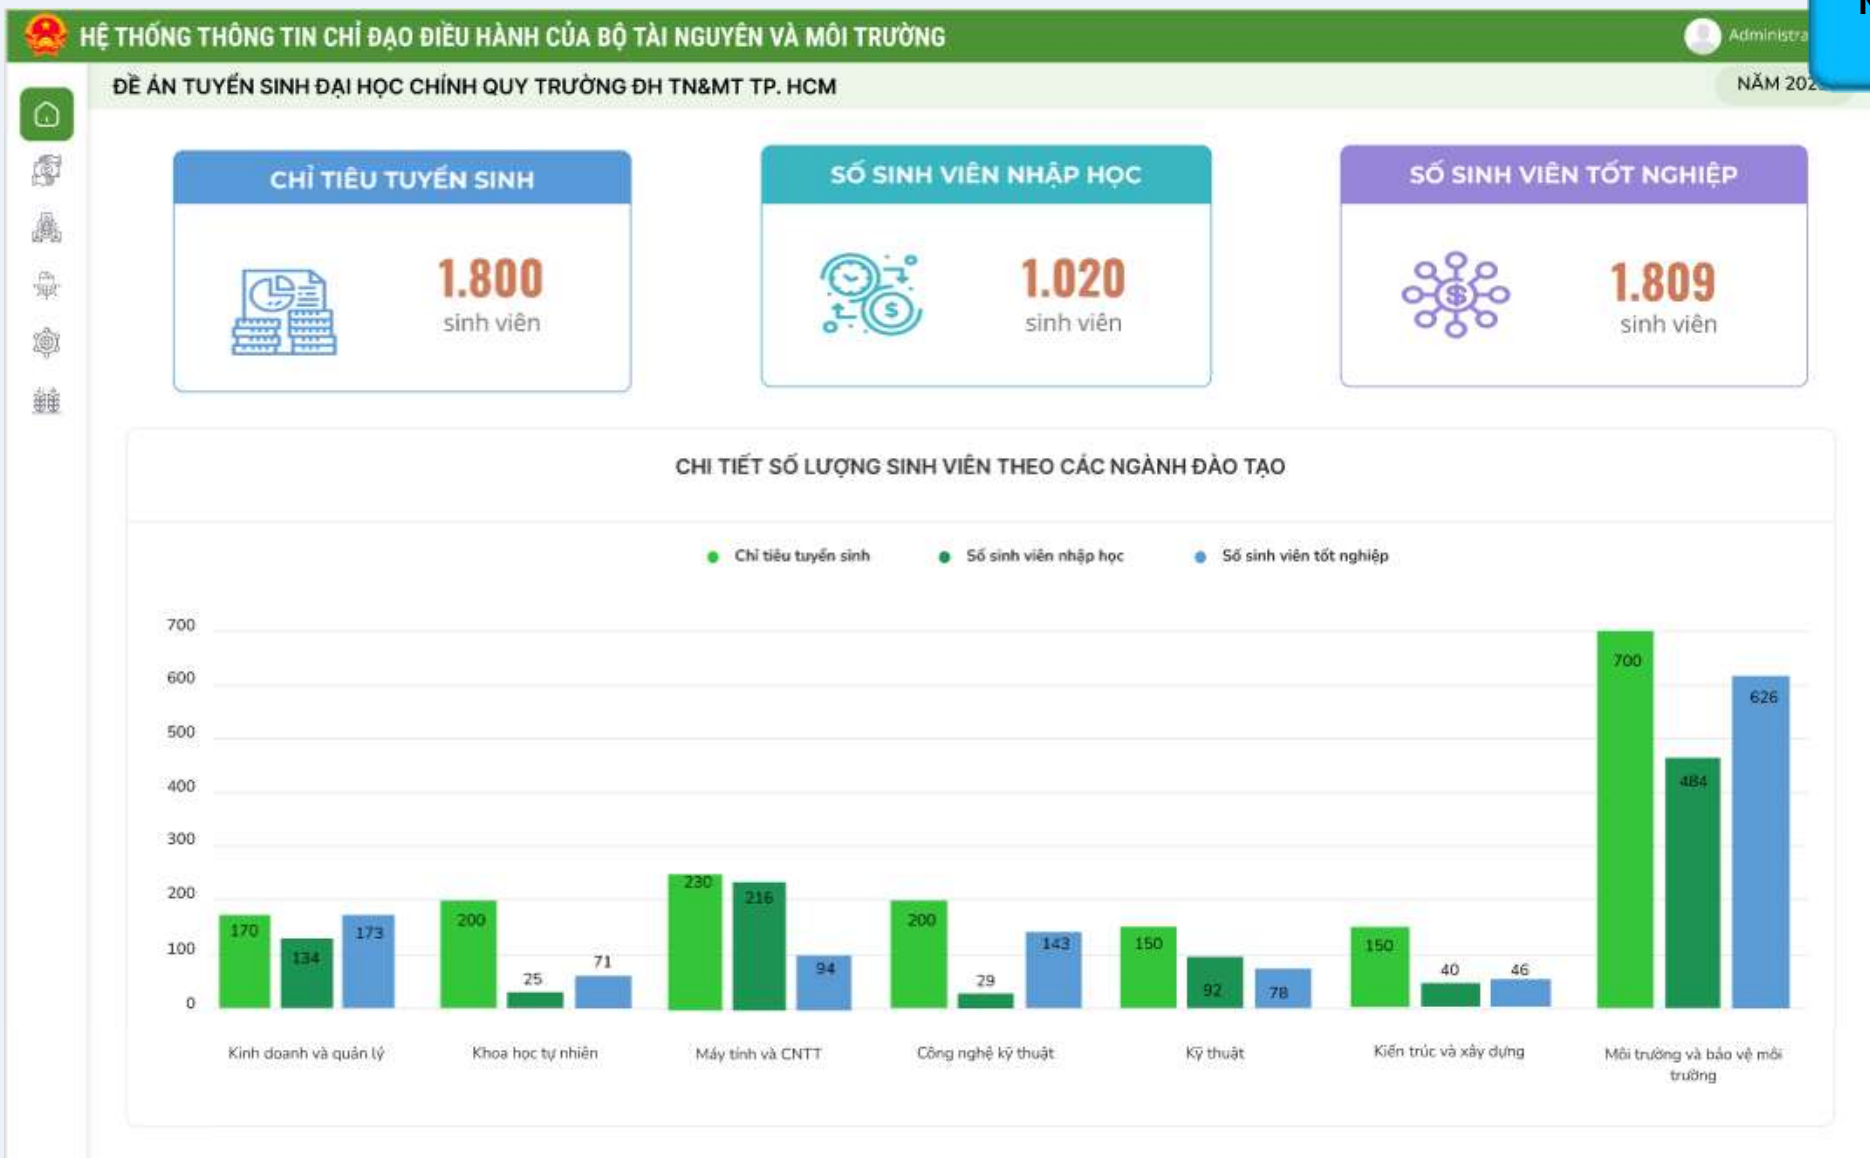 HỆ THỐNG THÔNG TIN CHỈ ĐẠO ĐIỀU HÀNH CỦA BỘ TÀI NGUYÊN VÀ MÔI TRƯỜNG
ĐỀ ÁN TUYỂN SINH ĐẠI HỌC CHÍNH QUY TRƯỜNG ĐH TN&MT TP. HCM
NĂM
CHỈ TIÊU TUYỂN SINH
1.800
sinh viên
SỐ SINH VIÊN NHẬP HỌC
1.020
sinh viên
SỐ SINH VIÊN TỐT NGHIỆP
1.809
sinh viên
CHI TIẾT SỐ LƯỢNG SINH VIÊN THEO CÁC NGÀNH ĐÀO TẠO
Chỉ tiêu tuyển sinh
Số sinh viên nhập học
Số sinh viên tốt nghiệp
700
600
500
400
300
200
100
0
170
134
173
200
25
71
230
216
94
200
29
143
150
92
78
150
40
46
700
484
626
Kinh doanh và quản lý
Khoa học tự nhiên
Máy tính và CNTT
Công nghệ kỹ thuật
Kỹ thuật
Kiến trúc và xây dựng
Môi trường và bảo vệ môi
trường